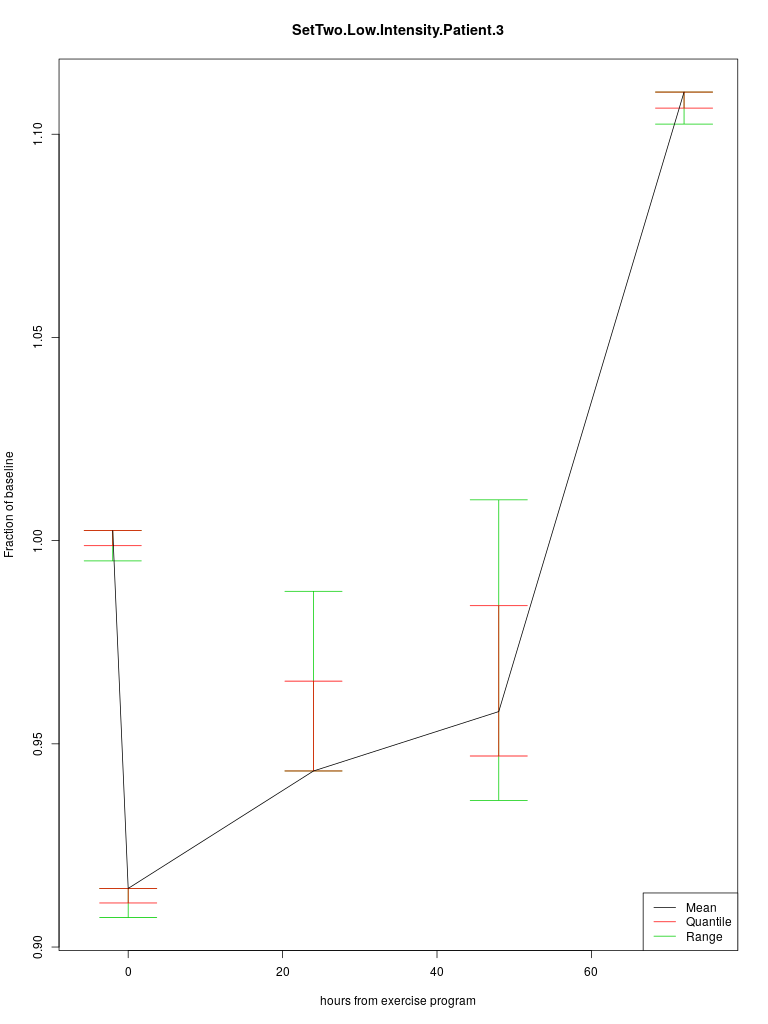 SetTwo.Low.Intensity.Patient.3
Fraction of baseline
1.10
1.05
1.00
0.95
0.90
0
20
40
60
hours from exercise program
Mean
Quantile
Range